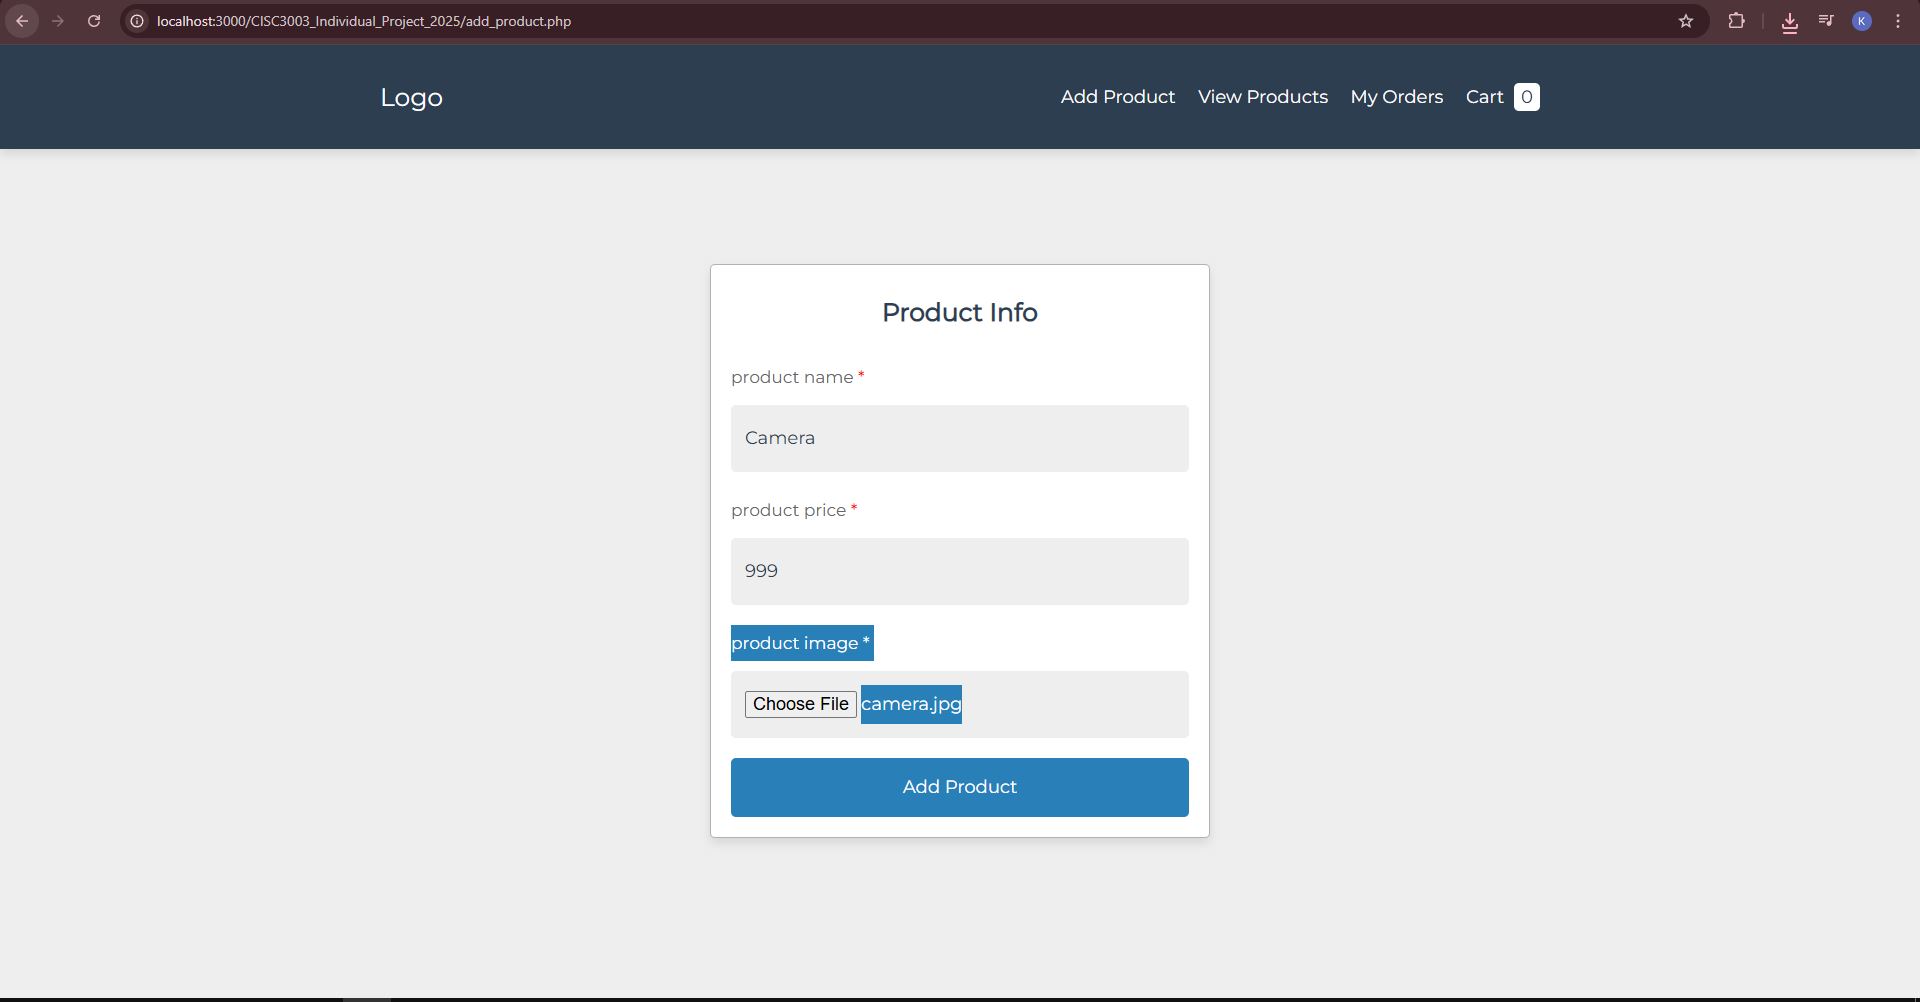 localhost:3000/CISC3003_Individual_Project_2025/add_product.php
K
Logo
Add Product View Products My Orders Cart 0
Product Info
product name *
Camera
product price *
999
product image *
Choose File camera.jpg
Add Product